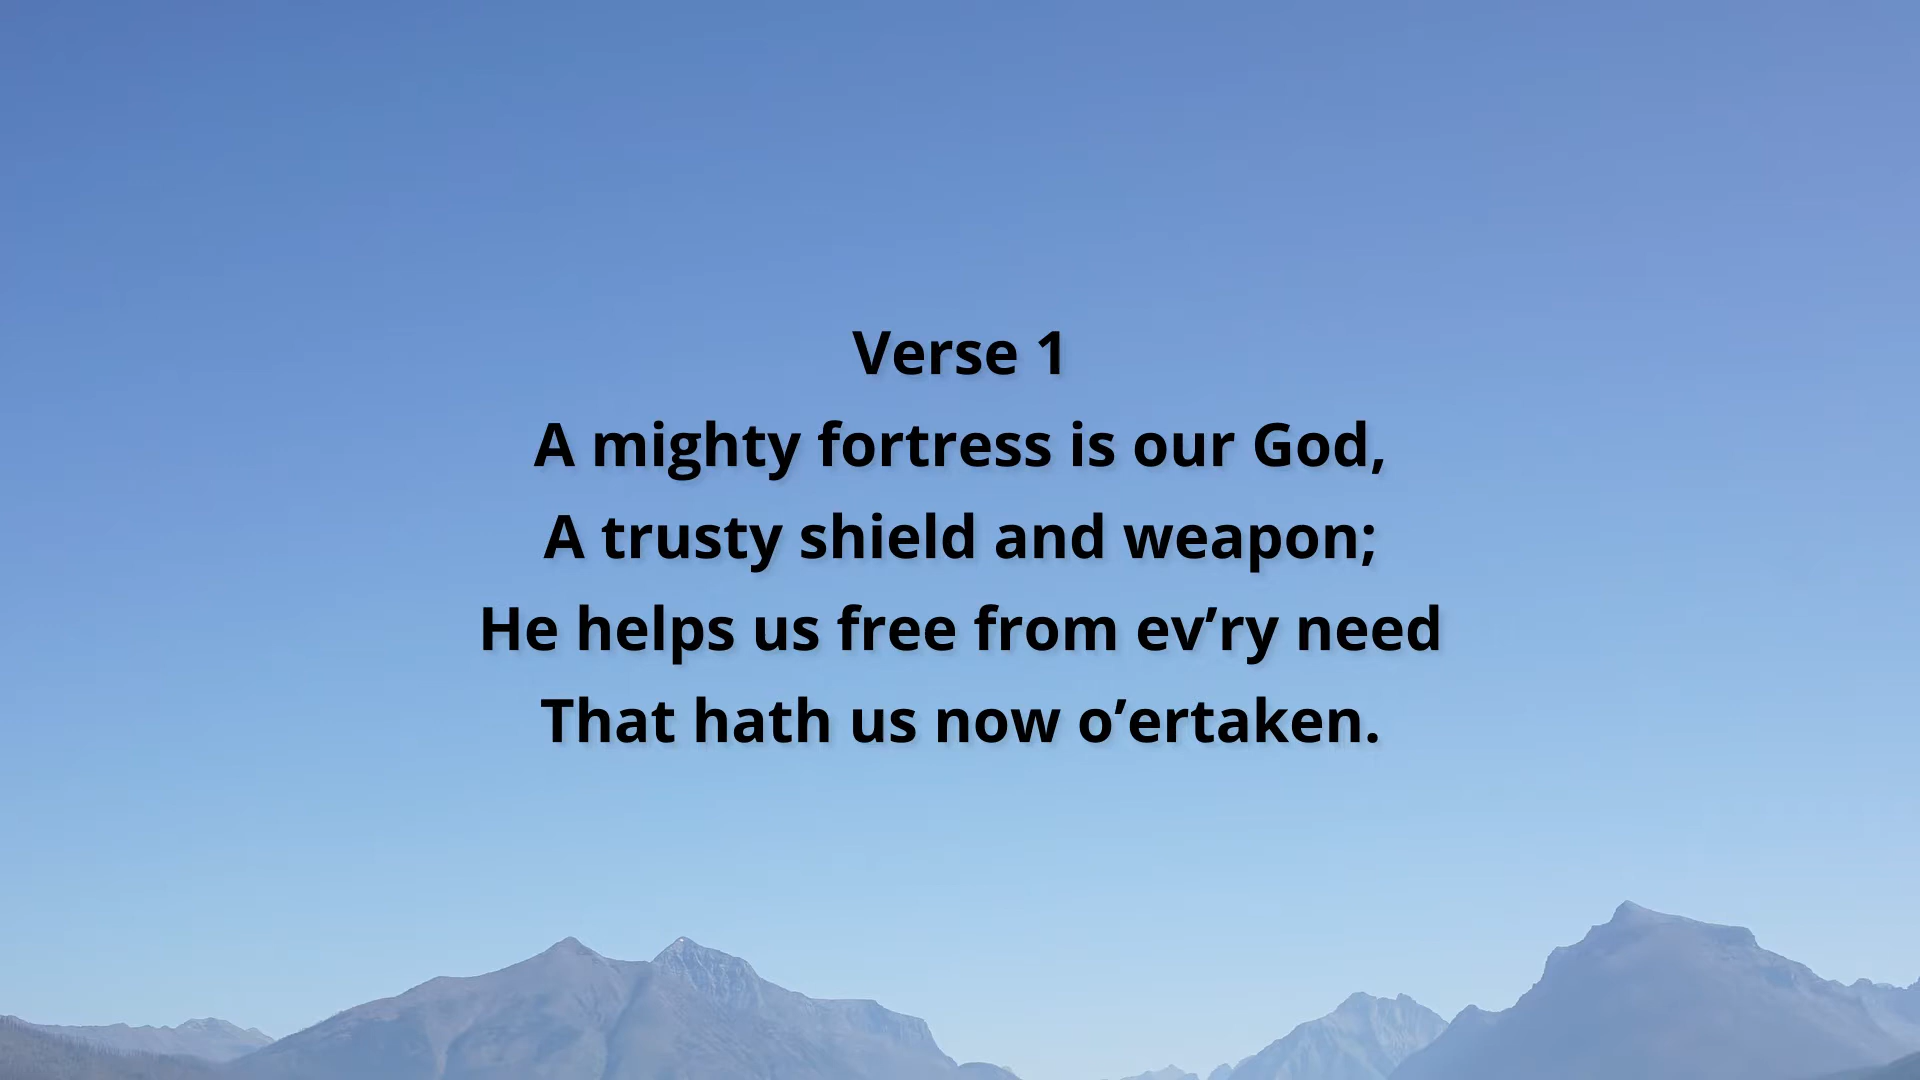 Verse 1
A mighty fortress is our God,
A trusty shield and weapon;
He helps us free from ev’ry need
That hath us now o’ertaken.